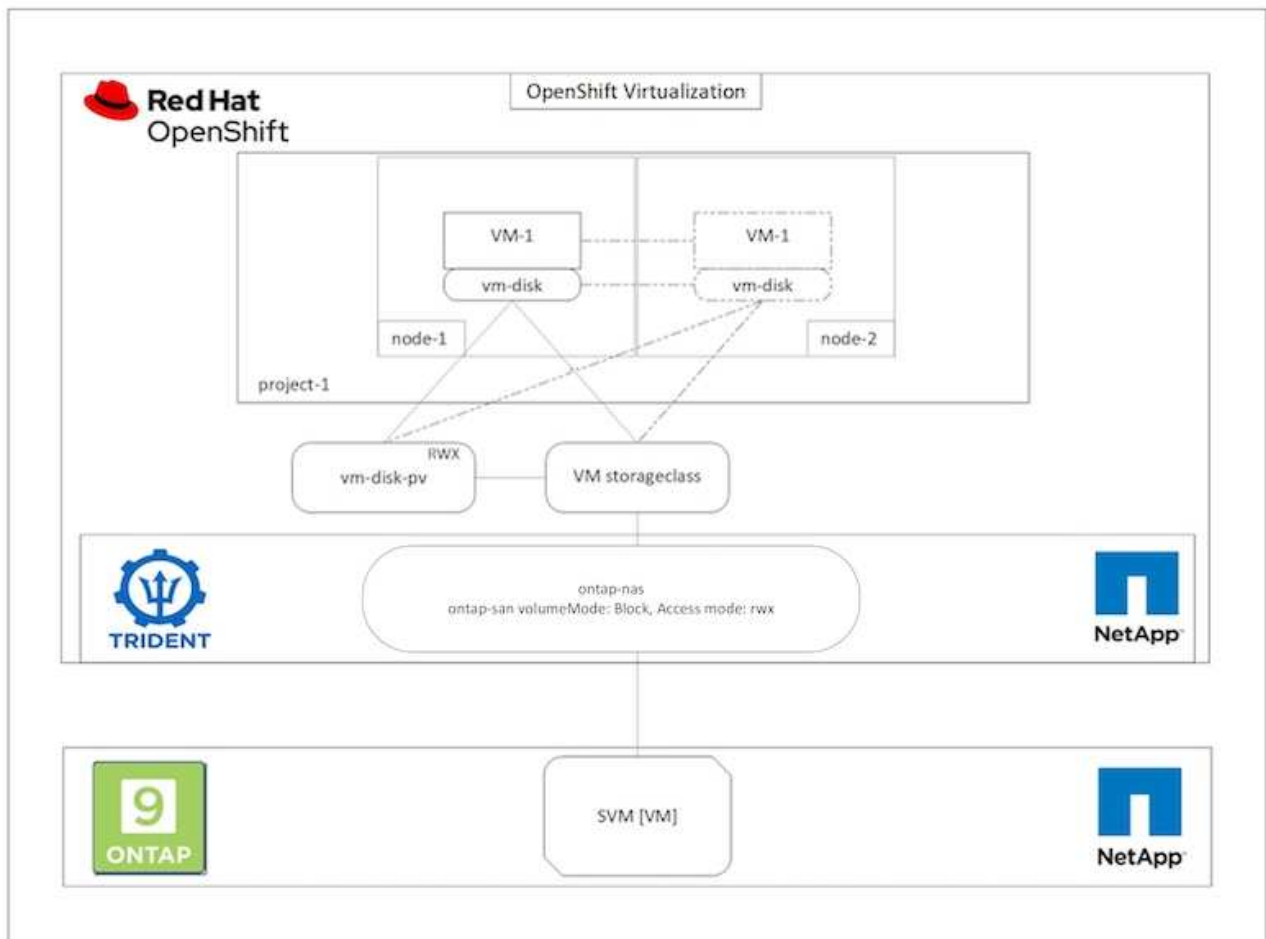 Red Hat
OpenShift
OpenShift Virtualization
VM-1
VM-1
vm-disk
vm-disk
node-1
node-2
project-1
RWX
vm-disk-pv
VM storageclass
ontap-nas
ontap-san volumeMode: Block, Access mode: rwx
TRIDENT
NetApp
SVM [VM]
9
ONTAP
NetApp